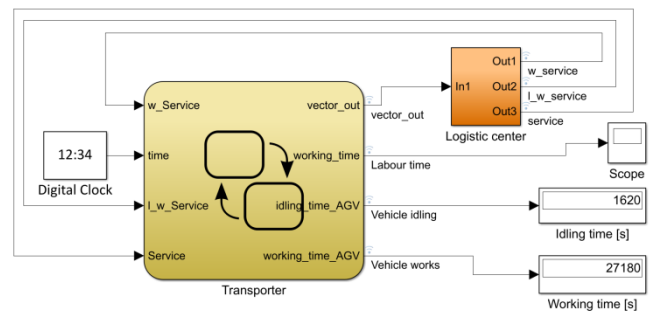 Out1
w_service
w_Service
vector_out
In1
Out2
l_w_service
vector_out
Out3
service
Logistic center
12:34
time
working_time
Labour time
Digital Clock
Scope
l_w_Service
idling_time_AGV
Vehicle idling
1620
Idling time [s]
Service
working_time_AGV
Vehicle works
27180
Transporter
Working time [s]